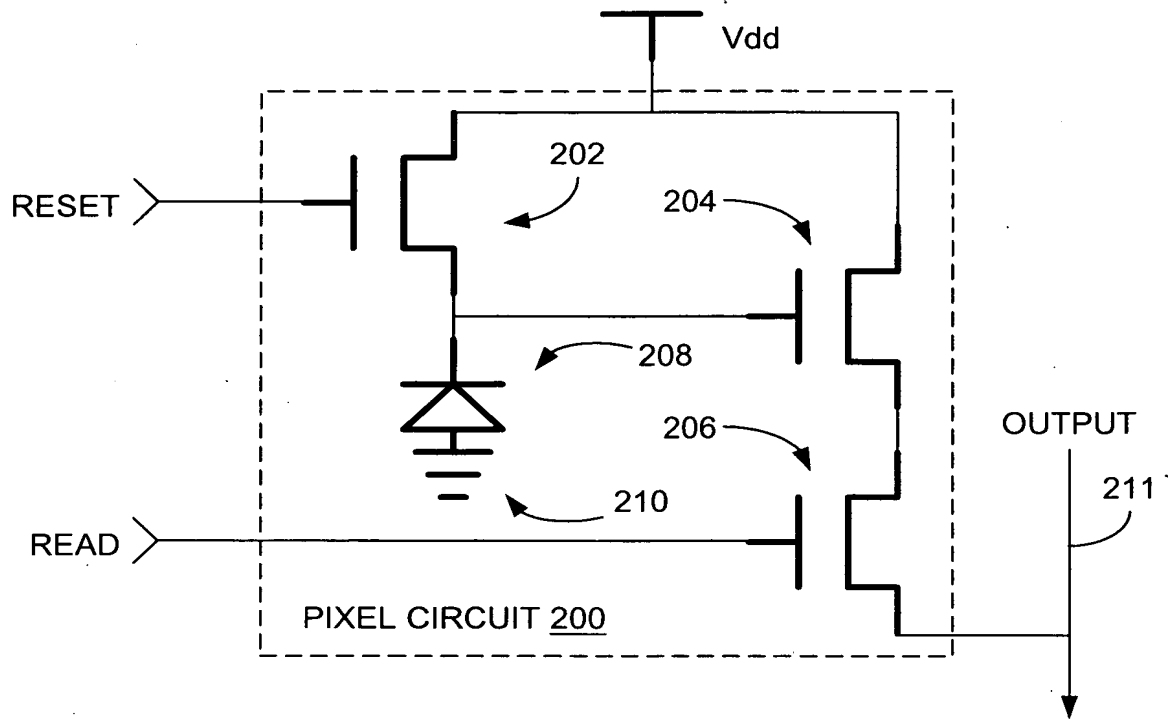 Vdd
202
RESET
204
208
206
OUTPUT
211
210
READ
PIXEL CIRCUIT 200